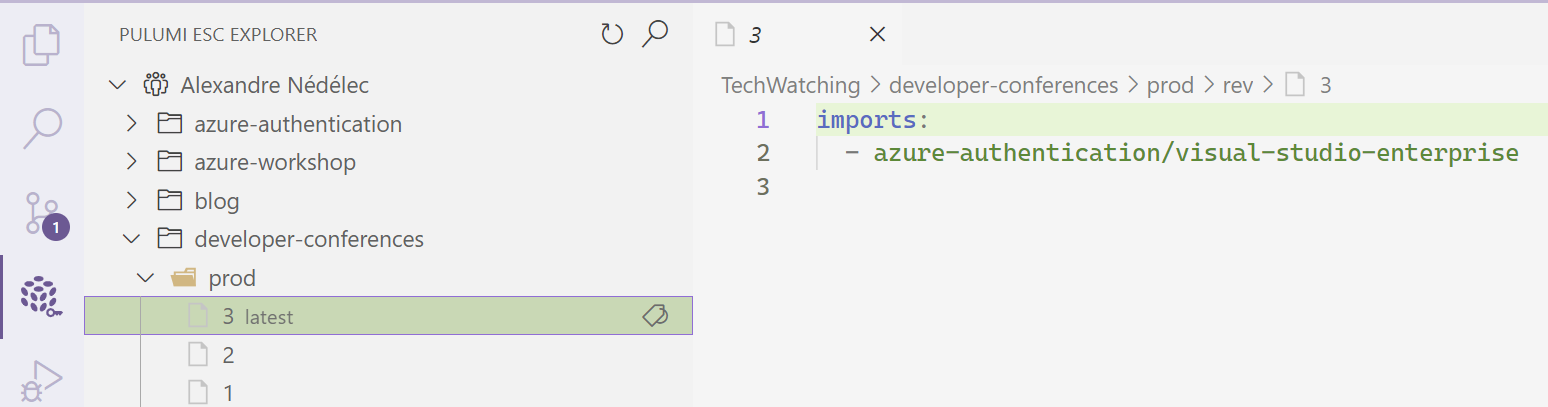 PULUMI ESC EXPLORER
Alexandre Nédélec
azure-authentication
azure-workshop
blog
developer-conferences
prod
3 latest
2
1
1
3
TechWatching > developer-conferences > prod > rev > 3
1 imports:
2 - azure-authentication/visual-studio-enterprise
3